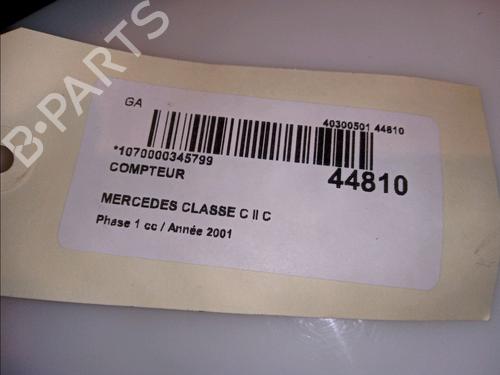 GA
40300501 44810
*1070000345799
COMPTEUR
44810
MERCEDES CLASSE C II C
Phase 1 cc / Année 2001
B-PARTS